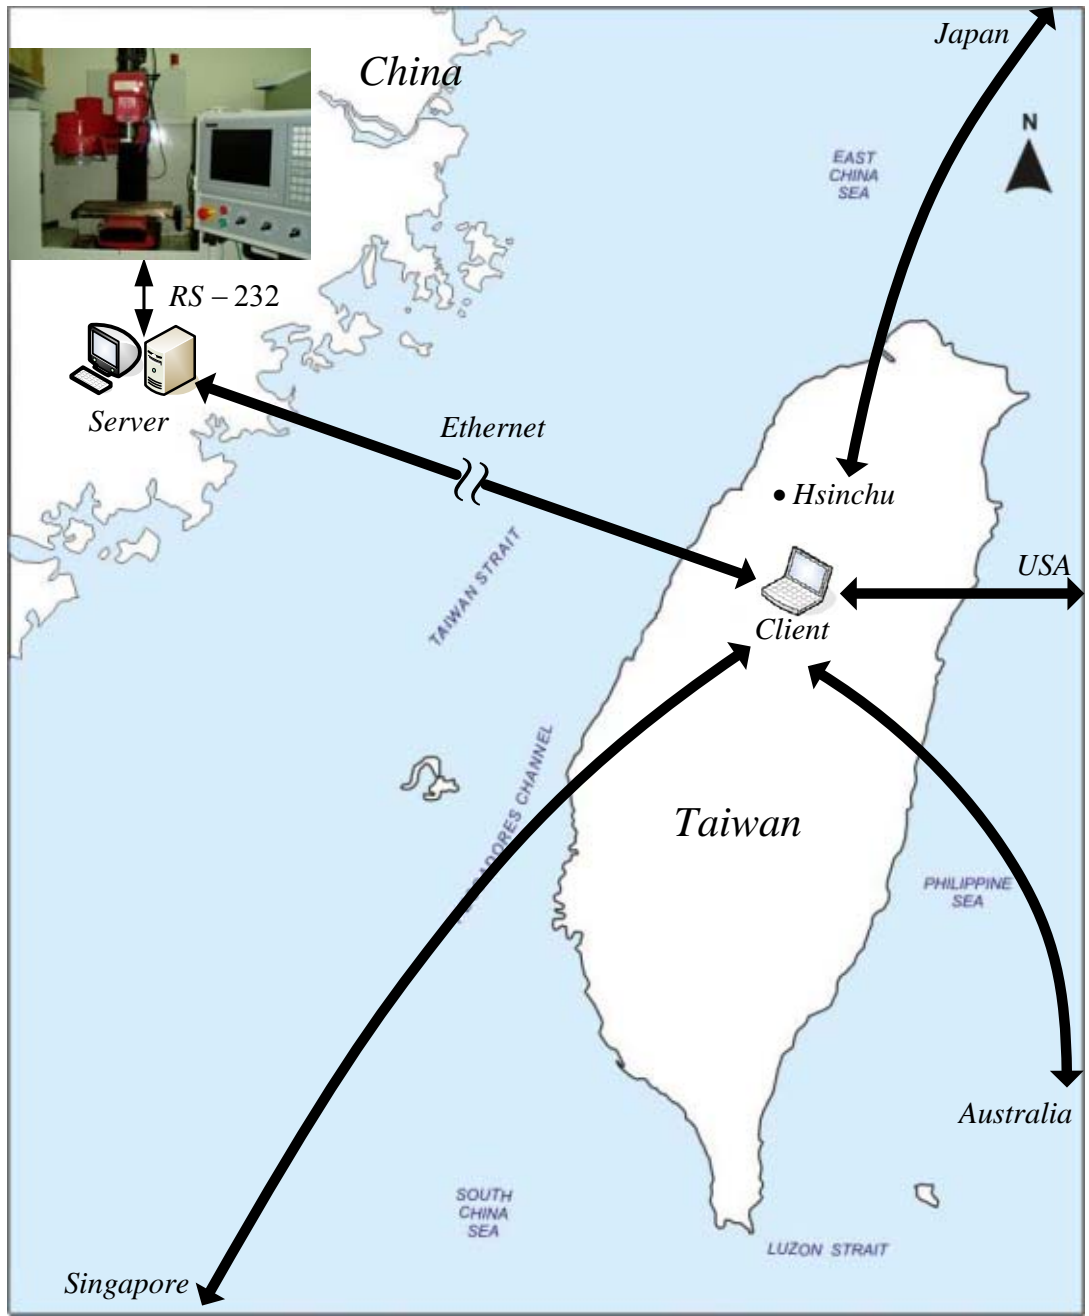 Japan
China
N
EAST
CHINA
SEA
RS – 232
Server
Ethernet
Hsinchu
TAIWAN STRAIT
USA
Client
CHANNEL
Taiwan
PHILIPPINE
SEA
Australia
SOUTH
CHINA
SEA
LUZON STRAIT
Singapore